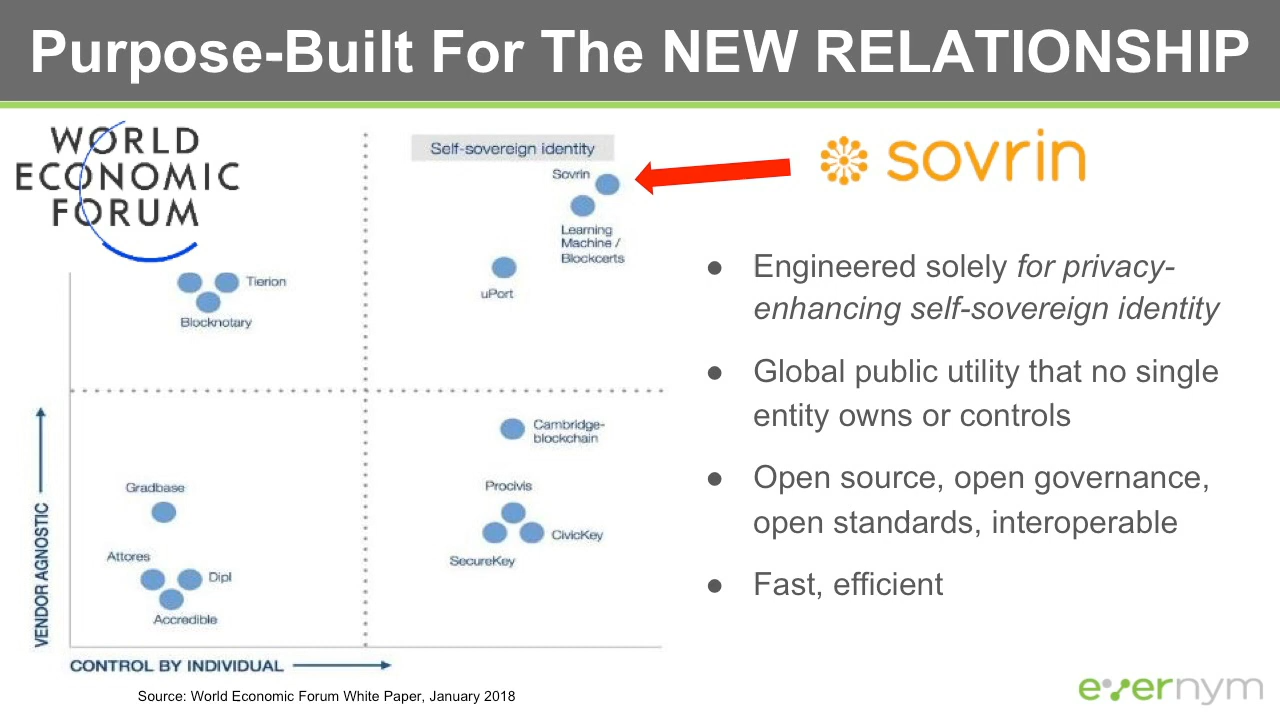 Purpose-Built For The NEW RELATIONSHIP
WORLD
ECONOMIC
FORUM
Self-sovereign identity
Sovrin
Learning
Machine /
Blockcerts
uPort
Tierion
Blocknotary
Cambridge-
blockchain
Procivis
CivicKey
SecureKey
Gradbase
Attores
Dipl
Accredible
VENDOR AGNOSTIC
CONTROL BY INDIVIDUAL
Source: World Economic Forum White Paper, January 2018
sovrin
● Engineered solely for privacy-
enhancing self-sovereign identity
● Global public utility that no single
entity owns or controls
● Open source, open governance,
open standards, interoperable
● Fast, efficient
evernym